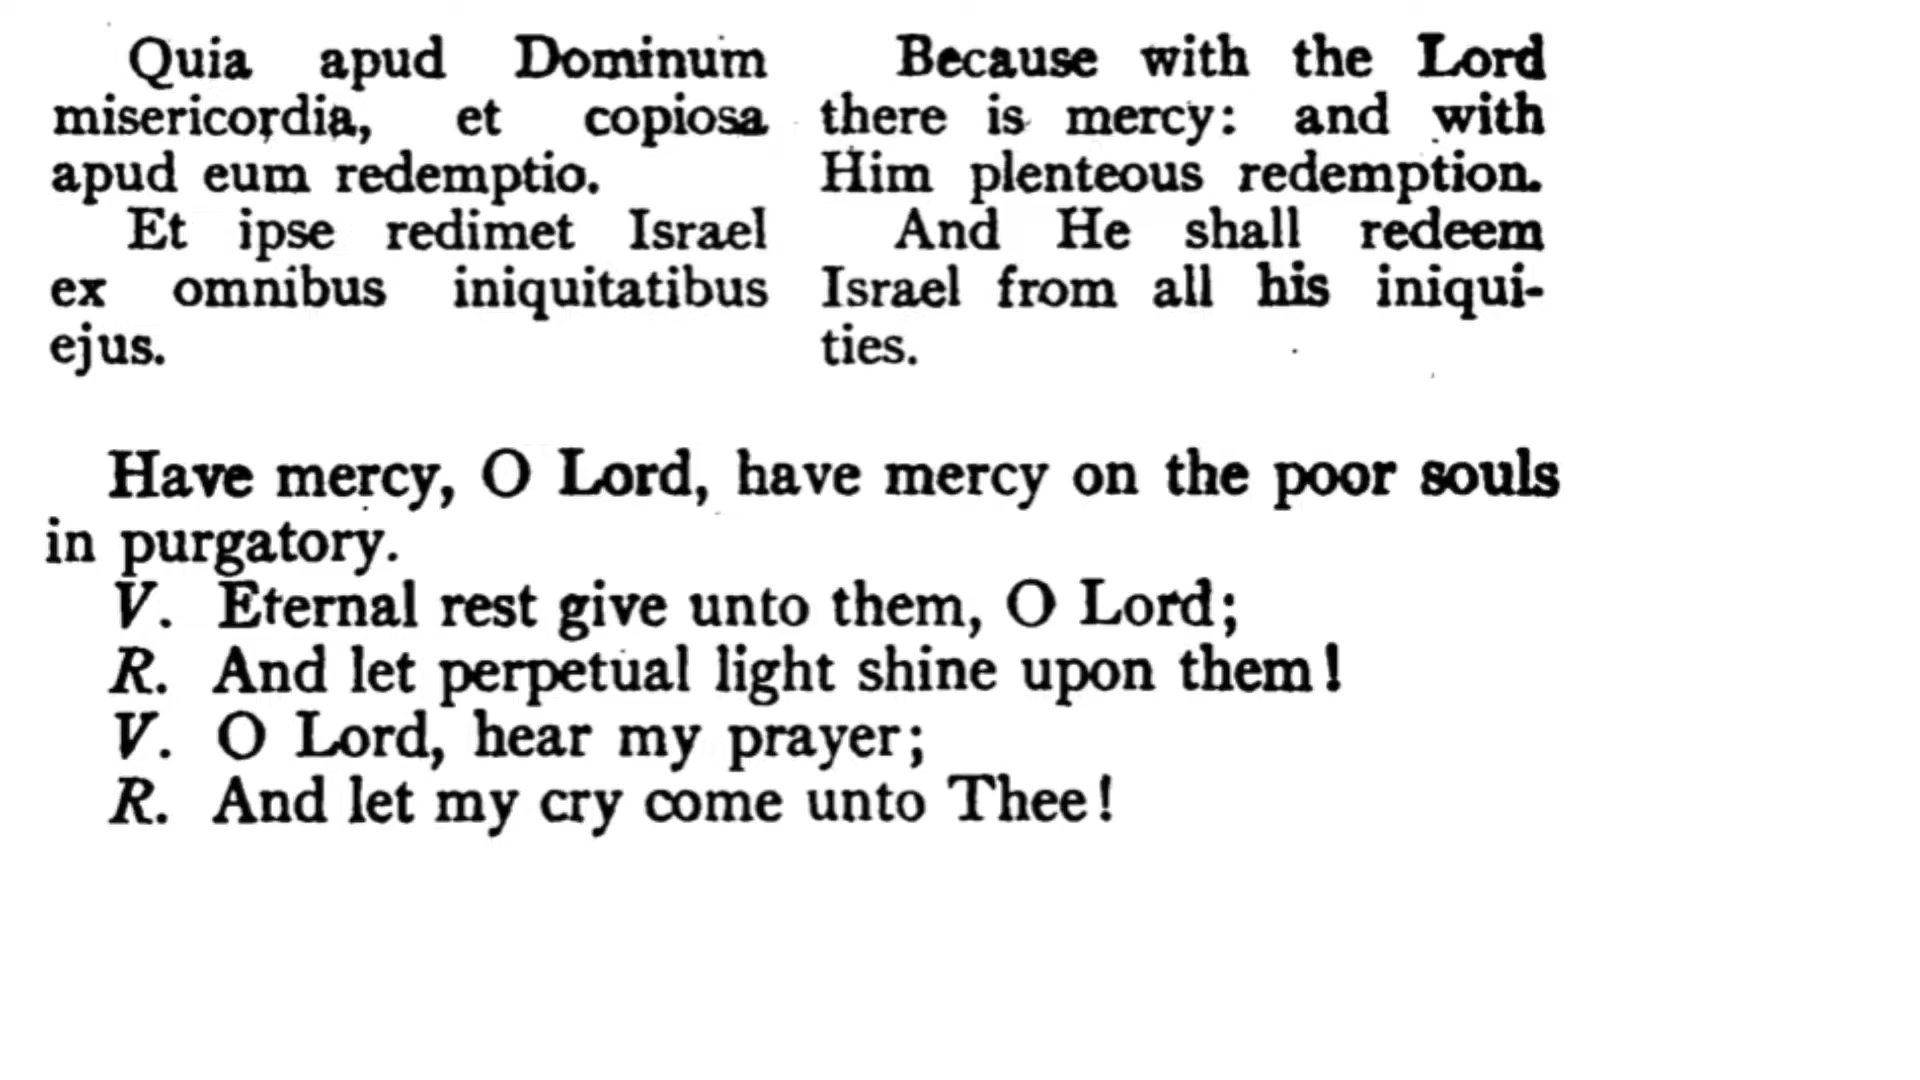 Quia apud Dominum
misericordia, et copiosa
apud eum redemptio.
Et ipse redimet Israel
ex omnibus iniquitatibus
ejus.
Because with the Lord
there is mercy: and with
Him plenteous redemption.
And He shall redeem
Israel from all his iniqui-
ties.
Have mercy, O Lord, have mercy on the poor souls
in purgatory.
V. Eternal rest give unto them, O Lord;
R. And let perpetual light shine upon them!
V. O Lord, hear my prayer;
R. And let my cry come unto Thee!